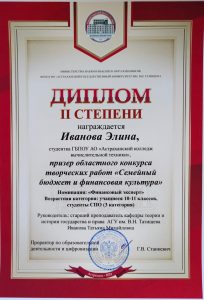 ДИПЛОМ
II СТЕПЕНИ
награждается
Иванова Элина,
студентка ГБПОУ АО «Астраханский колледж
вычислительной техники»,
призер областного конкурса
творческих работ «Семейный
бюджет и финансовая культура»
Номинация: «Финансовый эксперт»
Возрастная категория: учащиеся 10-11 классов,
студенты СПО (3 категория)
Руководитель: старший преподаватель кафедры теории и
истории государства и права АГУ им. В.Н. Татищева
Иванова Татьяна Михайловна
Проректор по образовательной
деятельности и цифровизации
Г.В. Станкевич